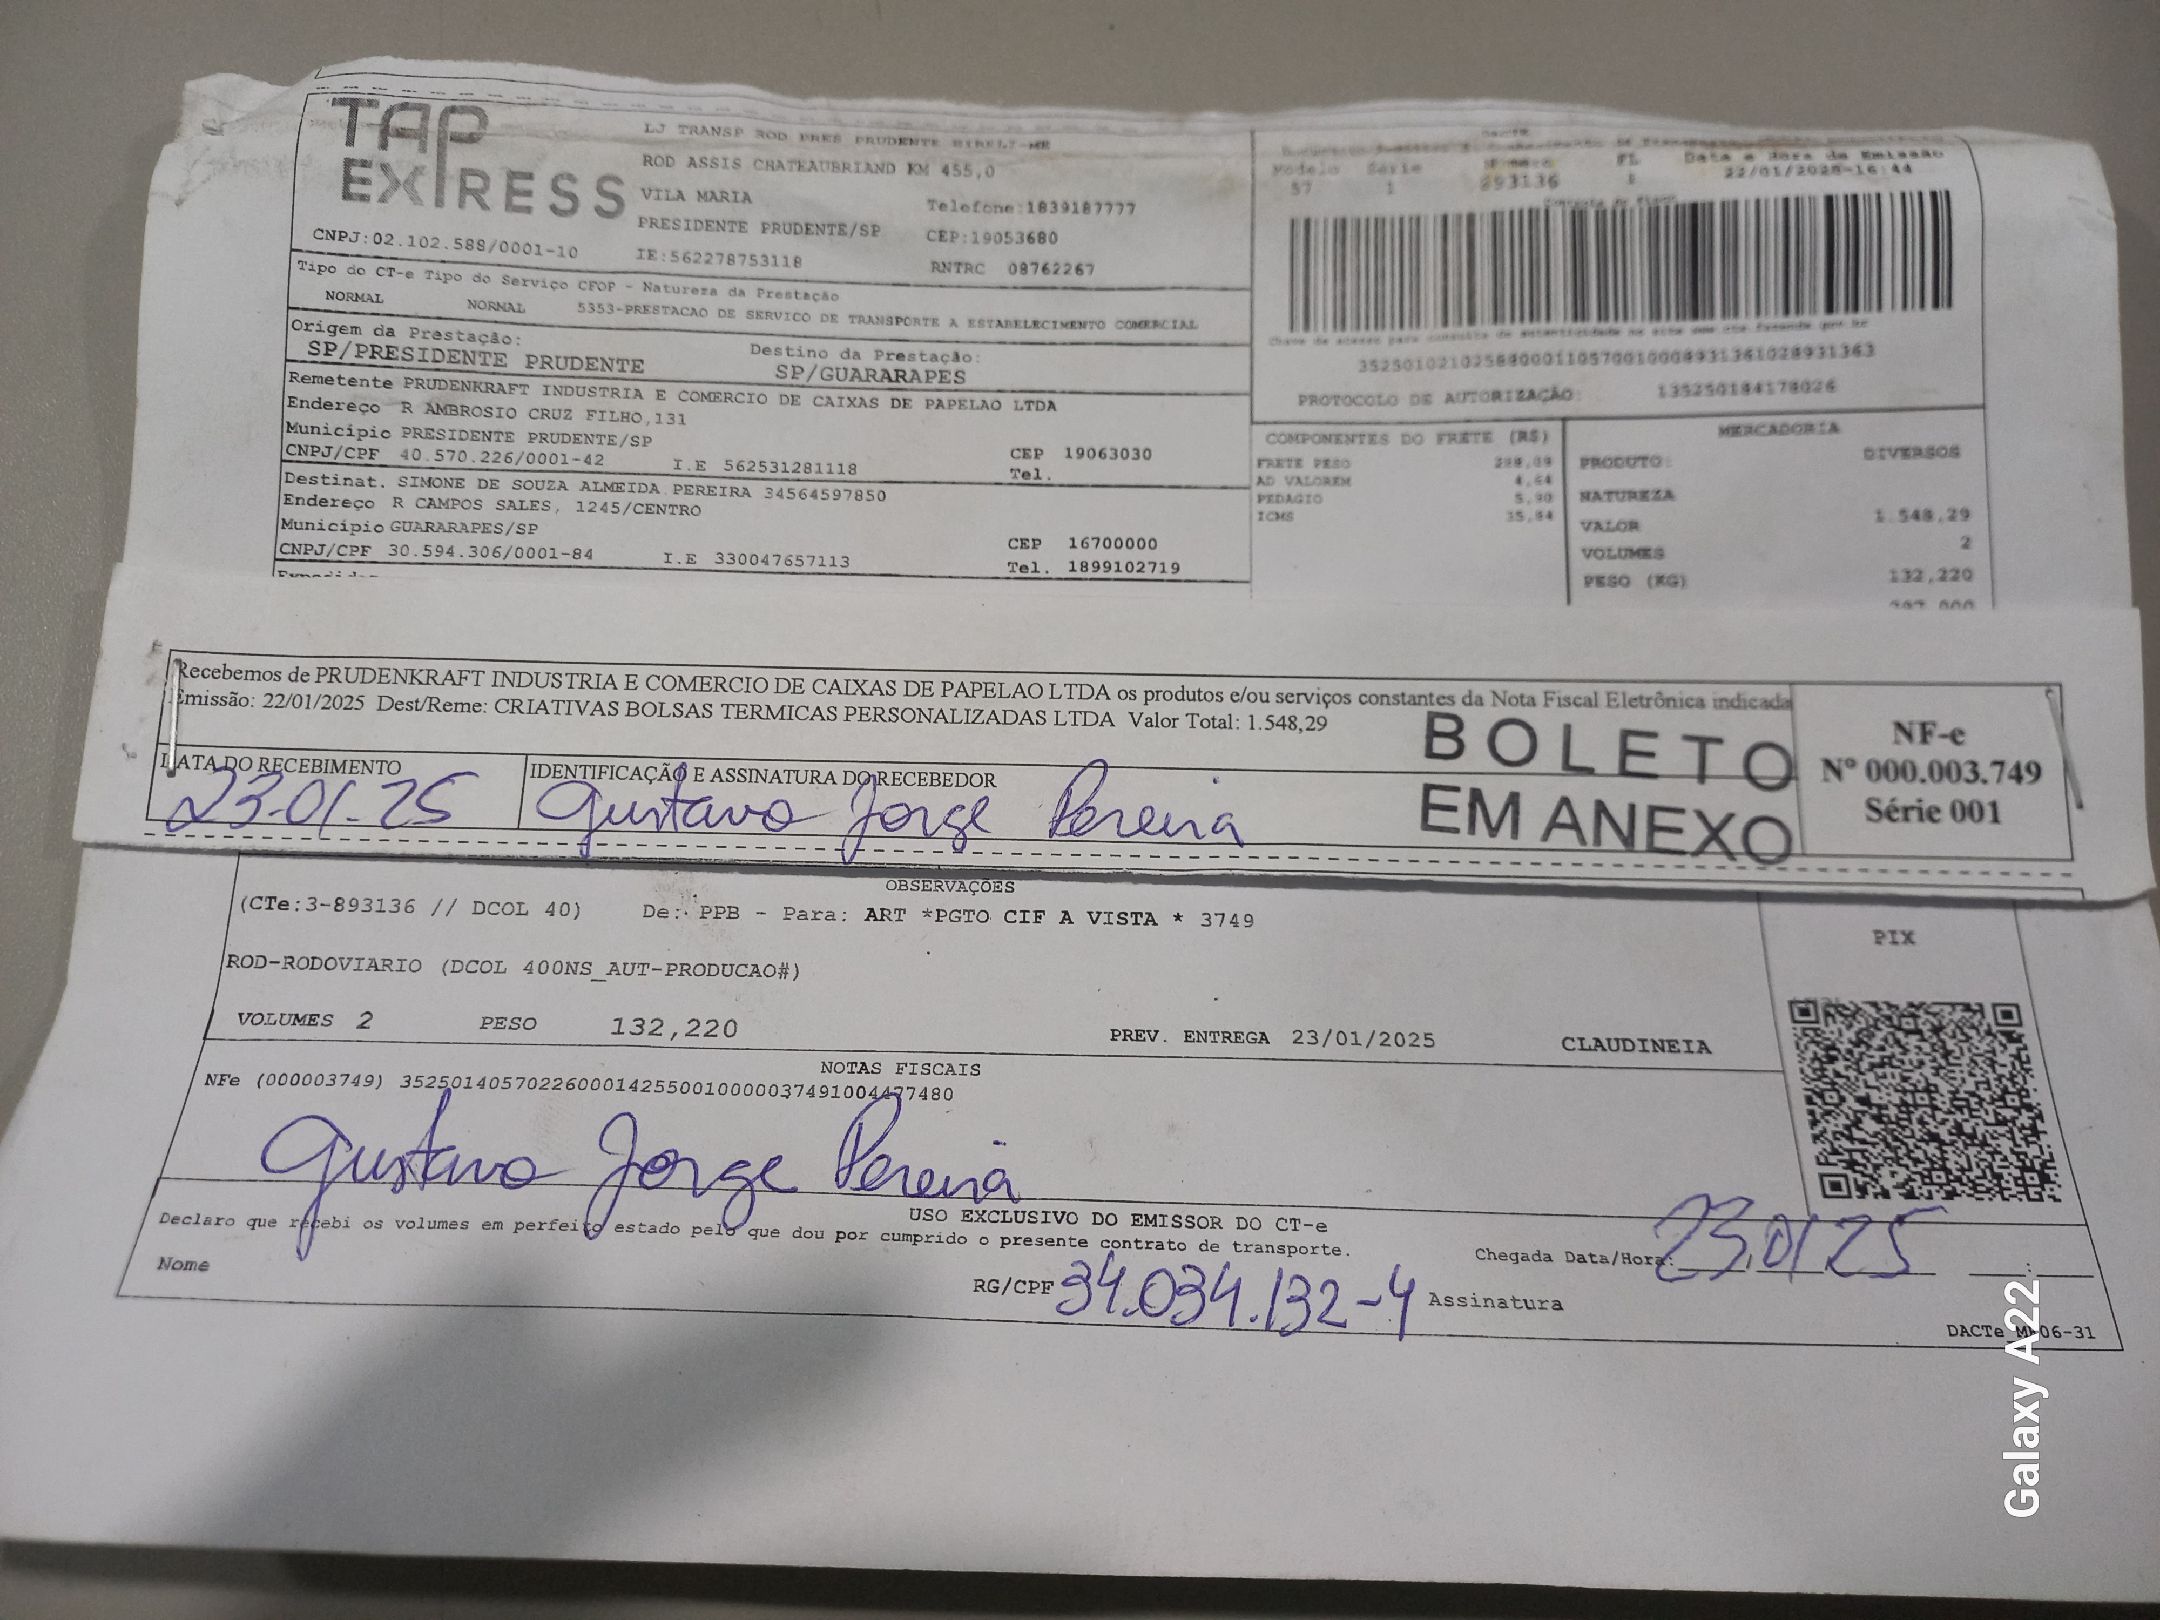 TAP
EXPRESS
LJ TRANSP ROD PRES PRUDENTE EIRELI-ME
ROD ASSIS CHATEAUBRIAND KM 455,0
VILA MARIA
Telefone:1839187777
PRESIDENTE PRUDENTE/SP
CEP:19053680
CNPJ:02.102.588/0001-10
IE:562278753118
RNTRC 08762267
Tipo do CT-e Tipo do Serviço CFOP - Natureza da Prestação
NORMAL NORMAL 5353-PRESTACAO DE SERVICO DE TRANSPORTE A ESTABELECIMENTO COMERCIAL
Origem da Prestação:
SP/PRESIDENTE PRUDENTE
Destino da Prestação:
SP/GUARARAPES
Remetente PRUDENKRAFT INDUSTRIA E COMERCIO DE CAIXAS DE PAPELAO LTDA
Endereço R AMBROSIO CRUZ FILHO,131
Município PRESIDENTE PRUDENTE/SP
CEP 19063030
CNPJ/CPF 40.570.226/0001-42 I.E 562531281118
Tel.
Destinat. SIMONE DE SOUZA ALMEIDA PEREIRA 34564597850
Endereço R CAMPOS SALES, 1245/CENTRO
Município GUARARAPES/SP
CEP 16700000
CNPJ/CPF 30.594.306/0001-84 I.E 330047657113
Tel. 1899102719
Modelo Série Número FL Data e Hora da Emissão
57 1 893136 1 22/01/2025-16:44
PROTOCOLO DE AUTORIZAÇÃO: 135250184178026
COMPONENTES DO FRETE (R$)
FRETE PESO
AD VALOREM 4,64
PEDAGIO 5,90
ICMS 35,64
MERCADORIA
PRODUTO: DIVERSOS
NATUREZA
VALOR 1.548,29
VOLUMES 2
PESO (KG) 132,220
Recebemos de PRUDENKRAFT INDUSTRIA E COMERCIO DE CAIXAS DE PAPELAO LTDA os produtos e/ou serviços constantes da Nota Fiscal Eletrônica indicada
Emissão: 22/01/2025 Dest/Reme: CRIATIVAS BOLSAS TERMICAS PERSONALIZADAS LTDA Valor Total: 1.548,29
DATA DO RECEBIMENTO
23.01.25
IDENTIFICAÇÃO E ASSINATURA DO RECEBEDOR
Gustavo Jorge Pereira
BOLETO
EM ANEXO
NF-e
Nº 000.003.749
Série 001
OBSERVAÇÕES
(CTe:3-893136 // DCOL 40) De: PPB - Para: ART *PGTO CIF A VISTA * 3749
ROD-RODOVIARIO (DCOL 400NS_AUT-PRODUCAO#)
VOLUMES 2 PESO 132,220 PREV. ENTREGA 23/01/2025 CLAUDINEIA
PIX
NOTAS FISCAIS
NFe (000003749) 35250140570226000142550010000037491004477480
Gustavo Jorge Pereira
USO EXCLUSIVO DO EMISSOR DO CT-e
Declaro que recebi os volumes em perfeito estado pelo que dou por cumprido o presente contrato de transporte.
Chegada Data/Hora: 23.01 25 __:__
Nome
RG/CPF 34.034.132-4 Assinatura
Galaxy A22